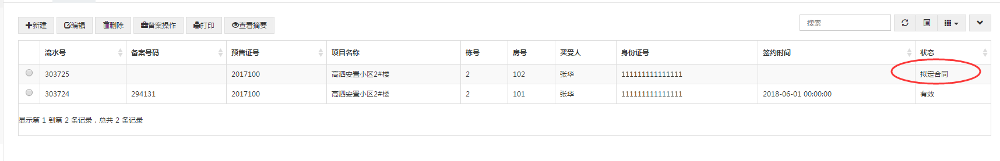 新建 编辑 删除 备案操作 打印 查看摘要 搜索
流水号 备案号码 预售证号 项目名称 栋号 房号 买受人 身份证号 签约时间 状态
303725 2017100 高泗安置小区2#楼 2 102 张华 111111111111111 拟定合同
303724 294131 2017100 高泗安置小区2#楼 2 101 张华 111111111111111 2018-06-01 00:00:00 有效
显示第 1 到第 2 条记录，总共 2 条记录